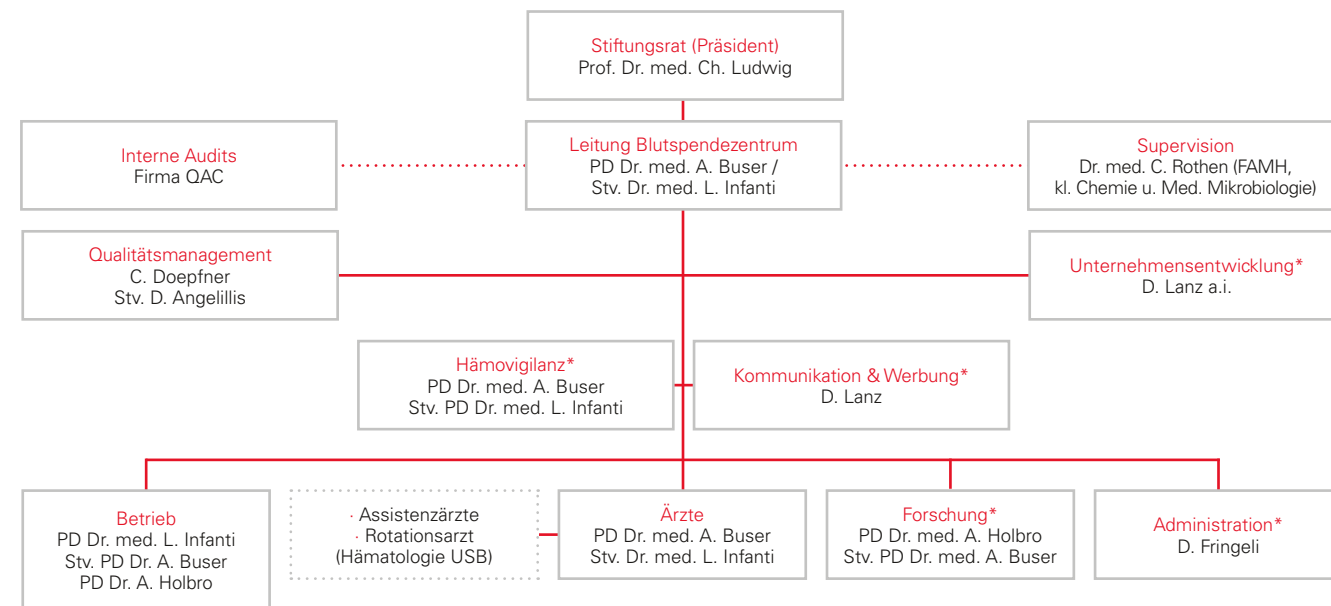 Stiftungsrat (Präsident)
Prof. Dr. med. Ch. Ludwig
Interne Audits
Firma QAC
Leitung Blutspendezentrum
PD Dr. med. A. Buser /
Stv. Dr. med. L. Infanti
Supervision
Dr. med. C. Rothen (FAMH,
kl. Chemie u. Med. Mikrobiologie)
Qualitätsmanagement
C. Doepfner
Stv. D. Angelillis
Unternehmensentwicklung*
D. Lanz a.i.
Hämovigilanz*
PD Dr. med. A. Buser
Stv. PD Dr. med. L. Infanti
Kommunikation & Werbung*
D. Lanz
Betrieb
PD Dr. med. L. Infanti
Stv. PD Dr. A. Buser
PD Dr. A. Holbro
· Assistenzärzte
· Rotationsarzt
(Hämatologie USB)
Ärzte
PD Dr. med. A. Buser
Stv. Dr. med. L. Infanti
Forschung*
PD Dr. med. A. Holbro
Stv. PD Dr. med. A. Buser
Administration*
D. Fringeli